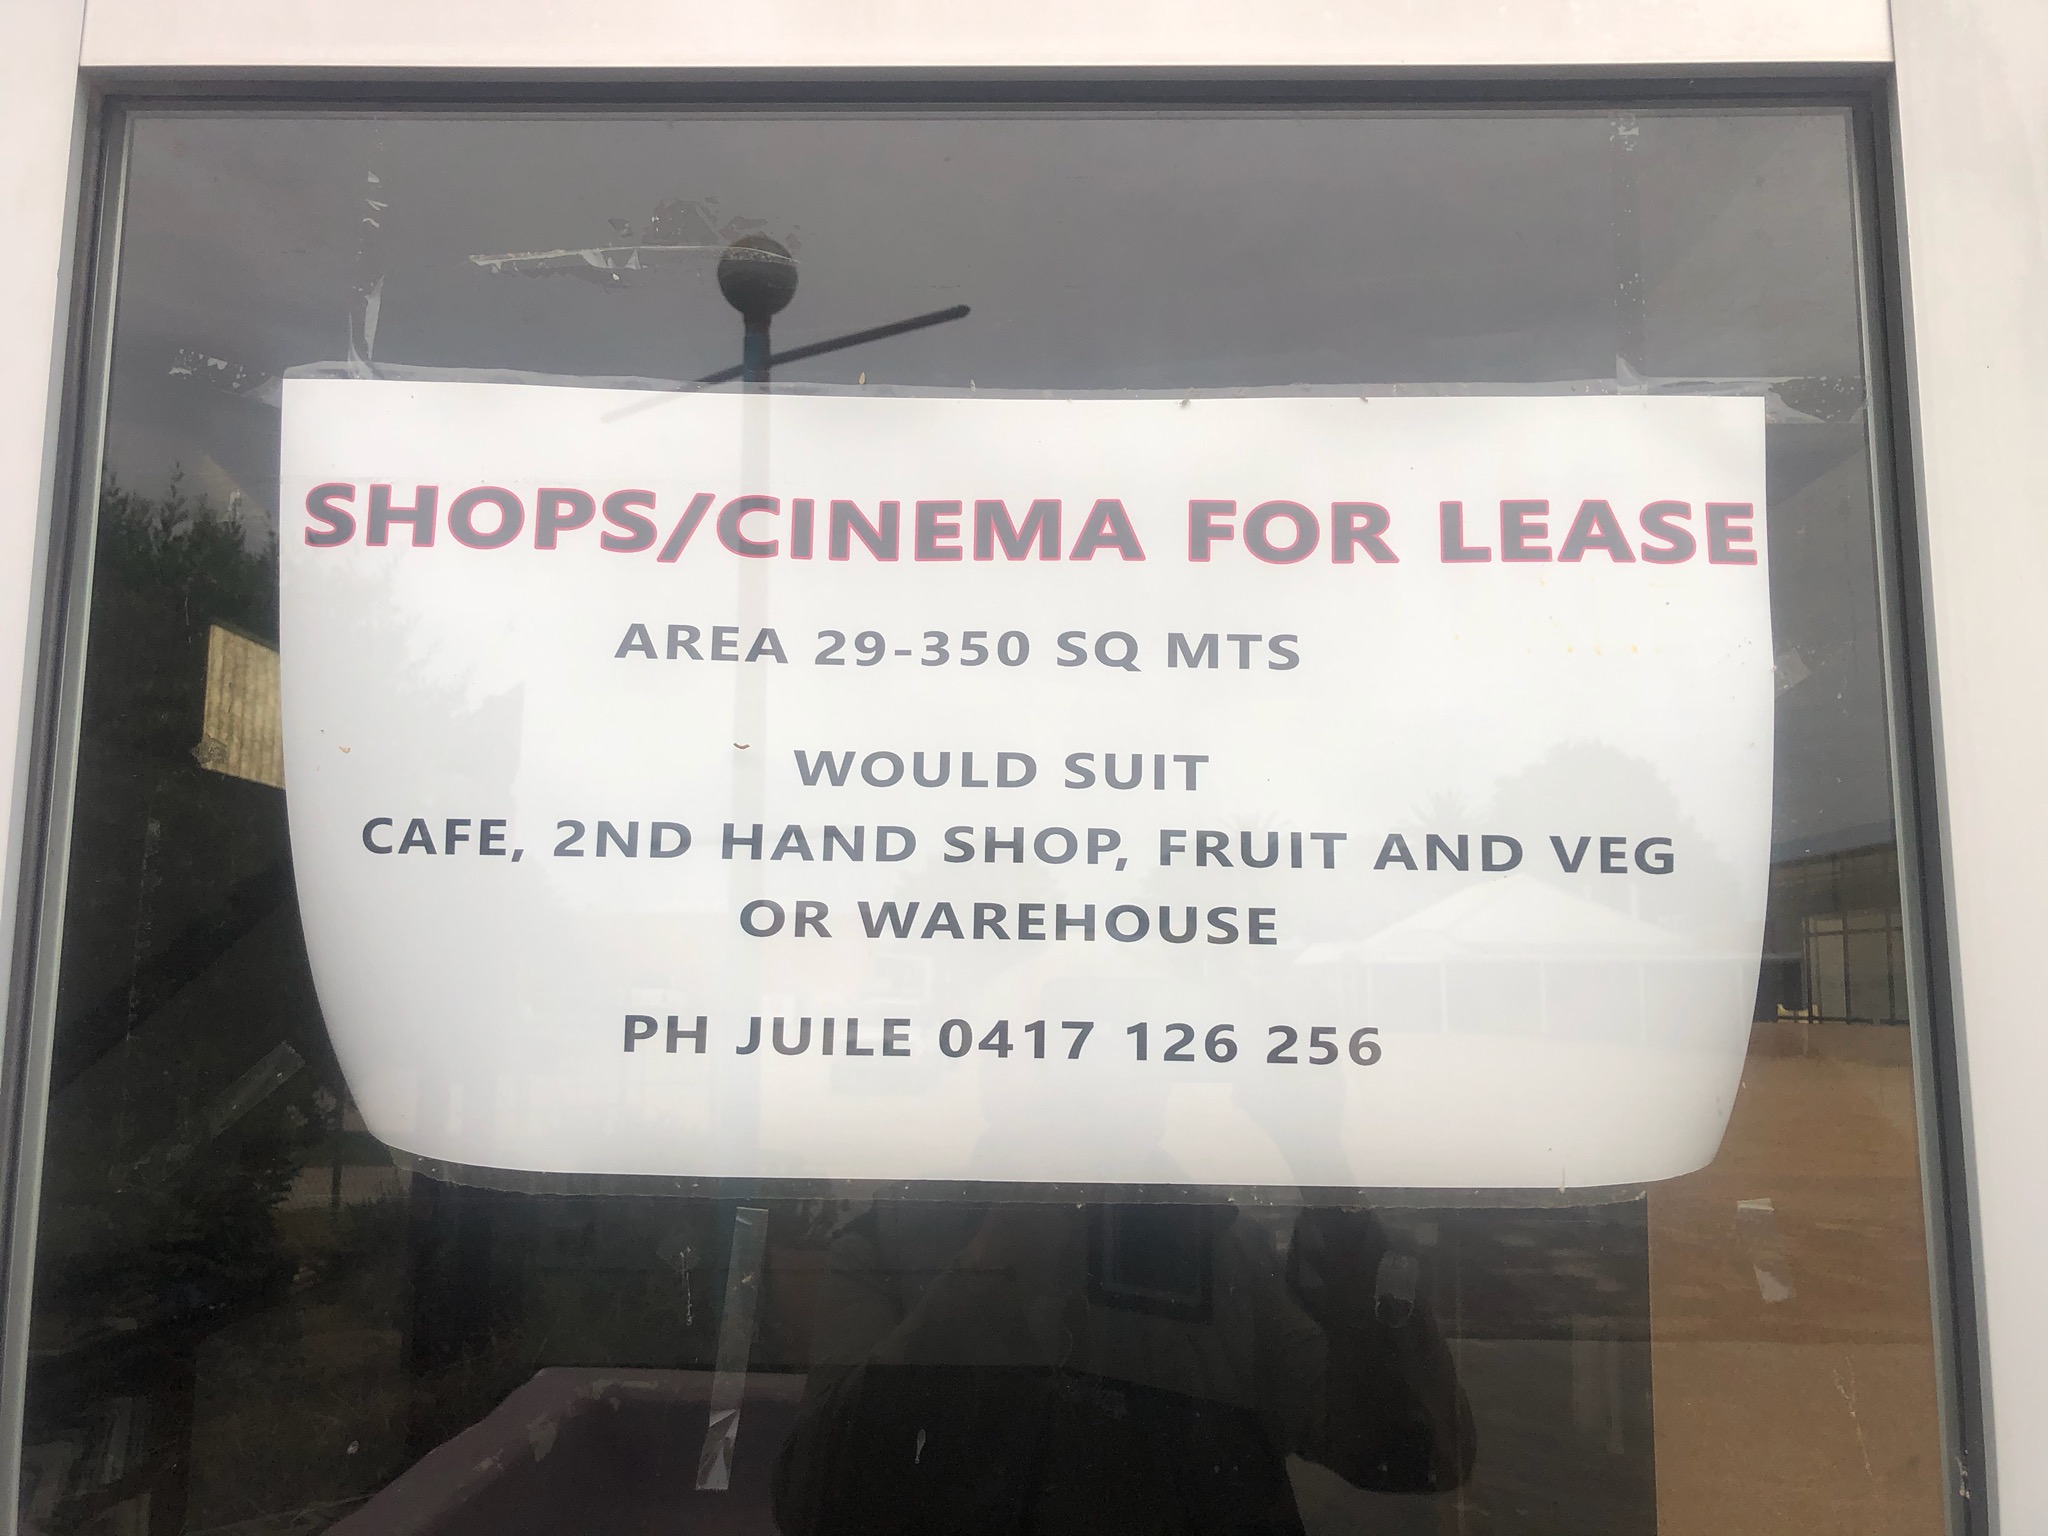 SHOPS/CINEMA FOR LEASE
AREA 29-350 SQ MTS
WOULD SUIT
CAFE, 2ND HAND SHOP, FRUIT AND VEG
OR WAREHOUSE
PH JUILE 0417 126 256